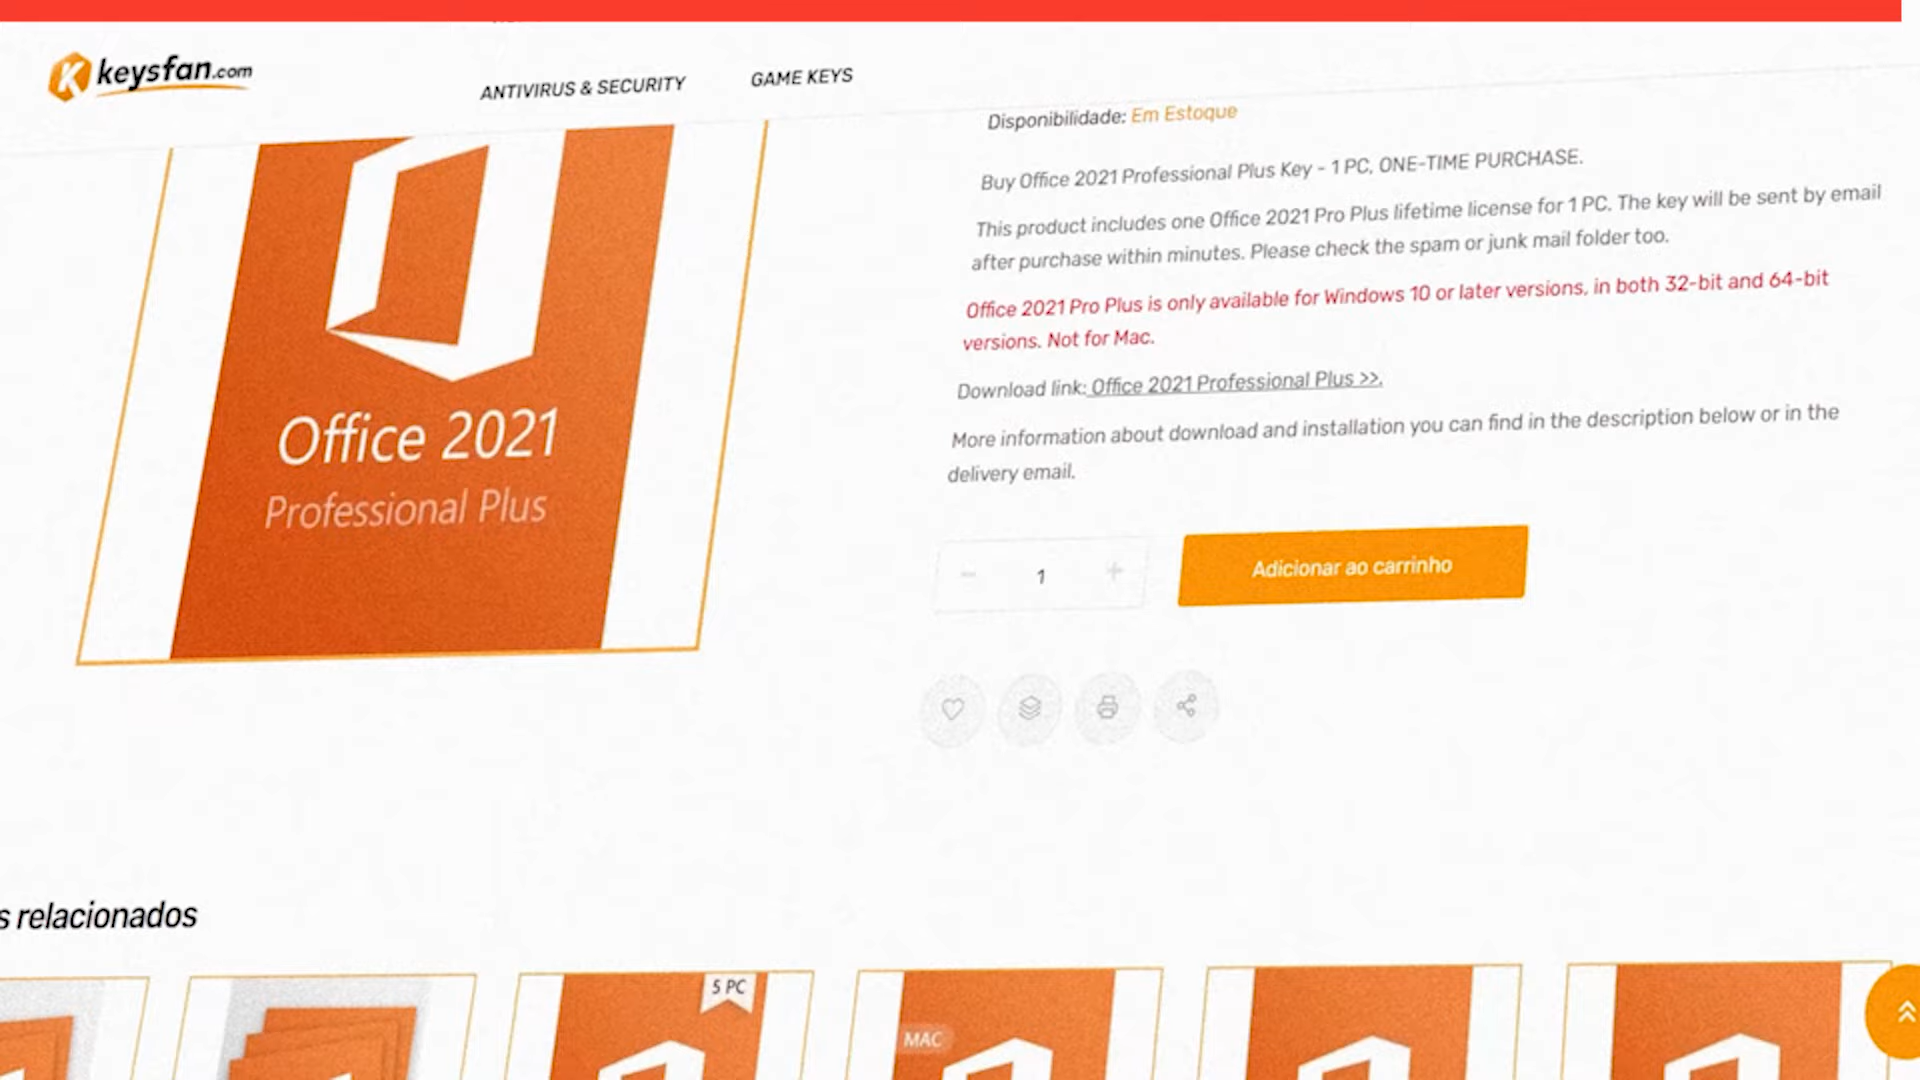 keysfan.com
ANTIVIRUS & SECURITY
GAME KEYS
Disponibilidade: Em Estoque
Buy Office 2021 Professional Plus Key - 1 PC, ONE-TIME PURCHASE.
This product includes one Office 2021 Pro Plus lifetime license for 1 PC. The key will be sent by email
after purchase within minutes. Please check the spam or junk mail folder too.
Office 2021 Pro Plus is only available for Windows 10 or later versions, in both 32-bit and 64-bit
versions. Not for Mac.
Download link: Office 2021 Professional Plus >>.
More information about download and installation you can find in the description below or in the
delivery email.
Office 2021
Professional Plus
1
Adicionar ao carrinho
s relacionados
5 PC
MAC